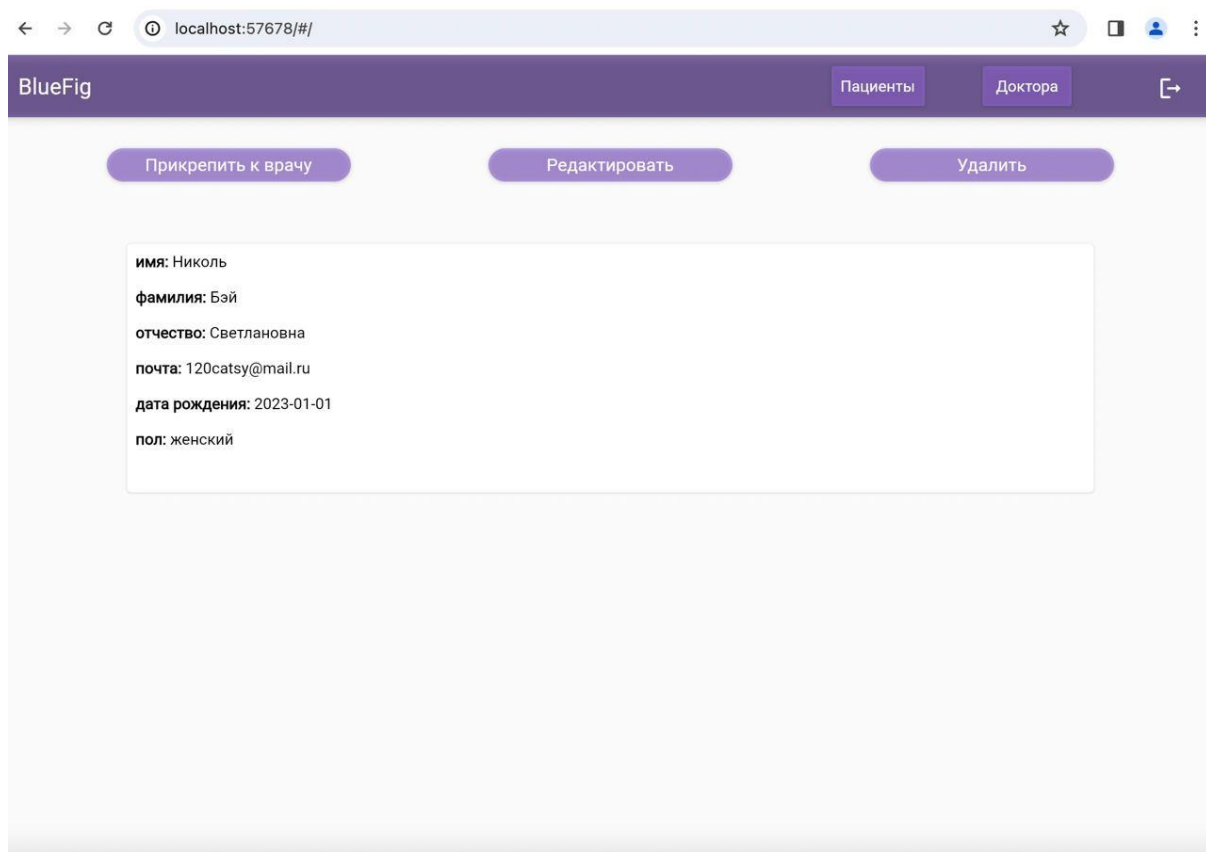 localhost:57678/#/
BlueFig
Пациенты
Доктора
Прикрепить к врачу
Редактировать
Удалить
имя: Николь
фамилия: Бэй
отчество: Светлановна
почта: 120catsy@mail.ru
дата рождения: 2023-01-01
пол: женский